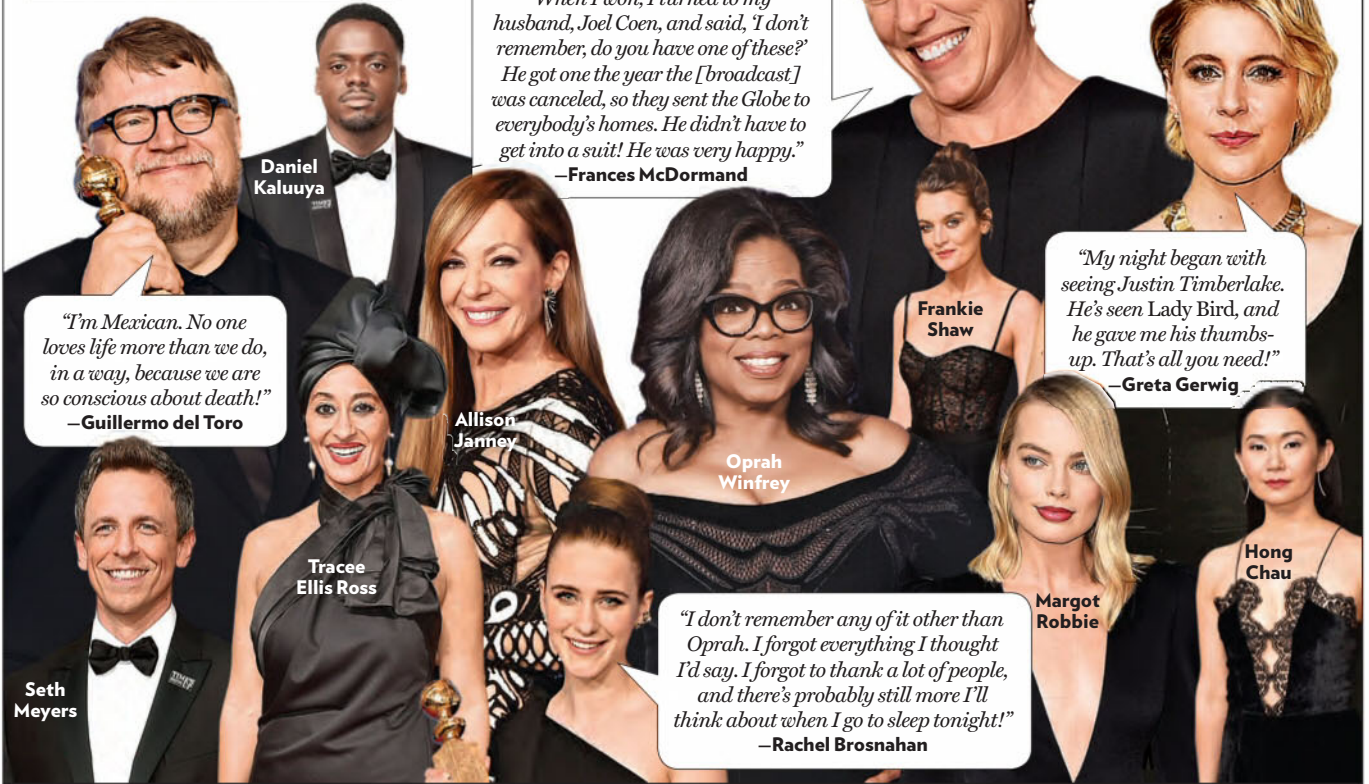 “When I won, I turned to my
husband, Joel Coen, and said, ‘I don’t
remember, do you have one of these?’
He got one the year the [broadcast]
was canceled, so they sent the Globe to
everybody’s homes. He didn’t have to
get into a suit! He was very happy.”
—Frances McDormand
Daniel
Kaluuya
“I’m Mexican. No one
loves life more than we do,
in a way, because we are
so conscious about death!”
—Guillermo del Toro
Frankie
Shaw
“My night began with
seeing Justin Timberlake.
He’s seen Lady Bird, and
he gave me his thumbs-
up. That’s all you need!”
—Greta Gerwig
Allison
Janney
Oprah
Winfrey
Tracee
Ellis Ross
Hong
Chau
Margot
Robbie
“I don’t remember any of it other than
Oprah. I forgot everything I thought
I’d say. I forgot to thank a lot of people,
and there’s probably still more I’ll
think about when I go to sleep tonight!”
—Rachel Brosnahan
Seth
Meyers